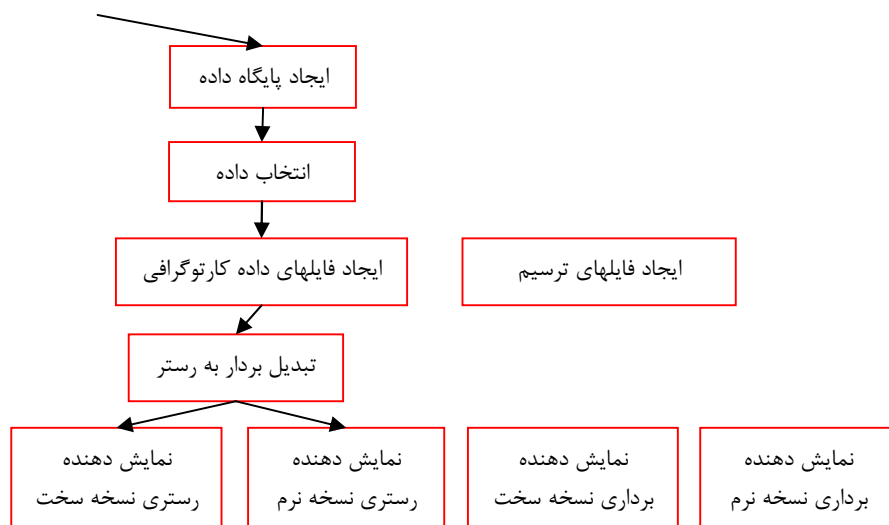 ایجاد پایگاه داده
انتخاب داده
ایجاد فایلهای ترسیم
ایجاد فایلهای داده کارتوگرافی
تبدیل بردار به رستر
نمایش دهنده
برداری نسخه نرم
نمایش دهنده
برداری نسخه سخت
نمایش دهنده
رستری نسخه نرم
نمایش دهنده
رستری نسخه سخت